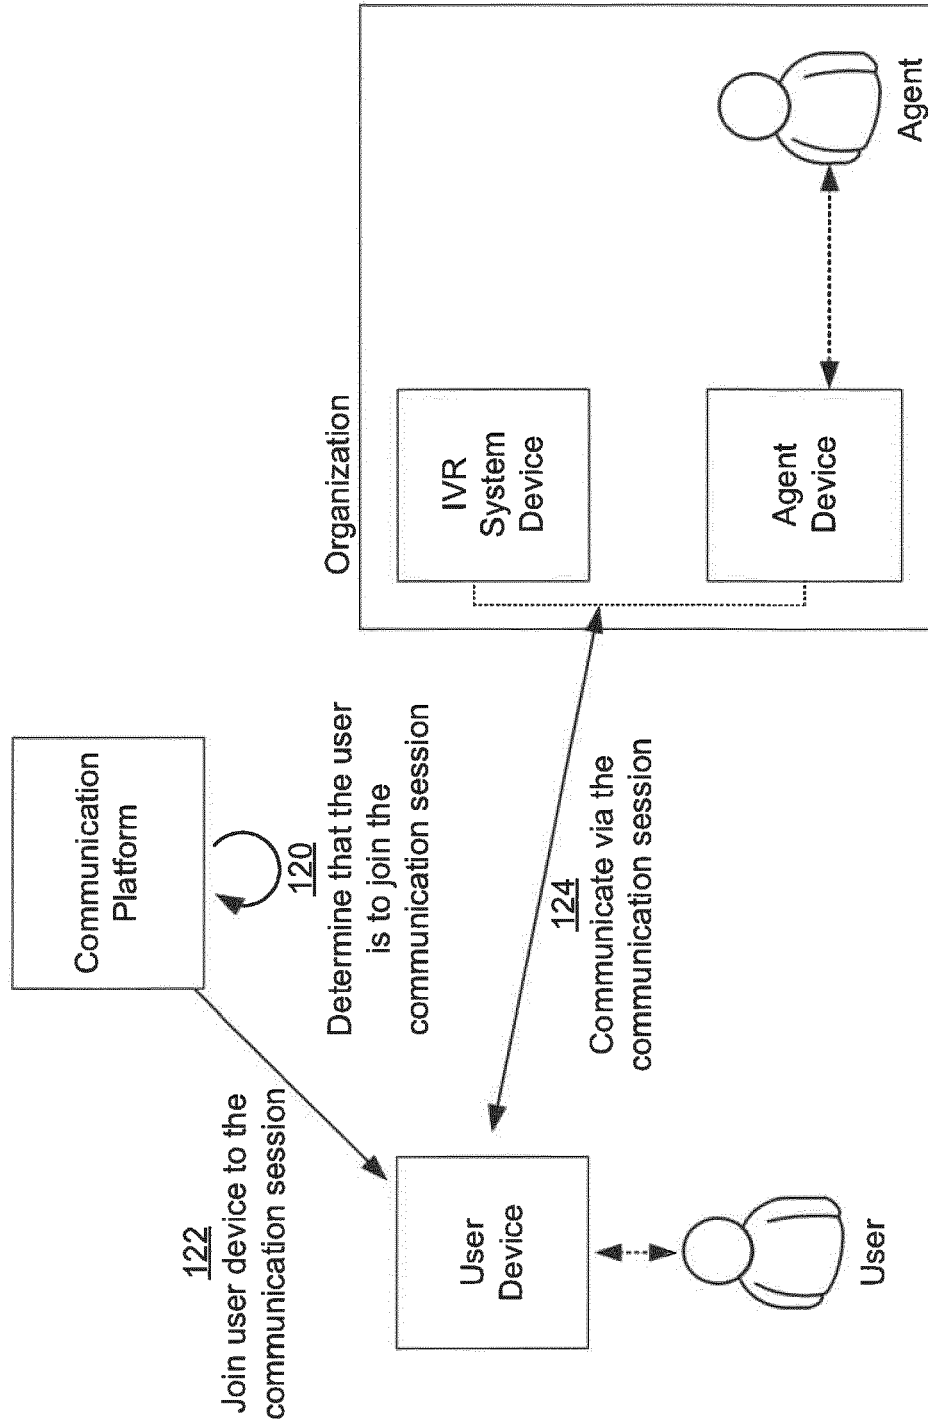 122
Join user device to the
communication session
Communication
Platform
120
Determine that the user
is to join the
communication session
Organization
User
Device
124
Communicate via the
communication session
IVR
System
Device
Agent
Device
User
Agent